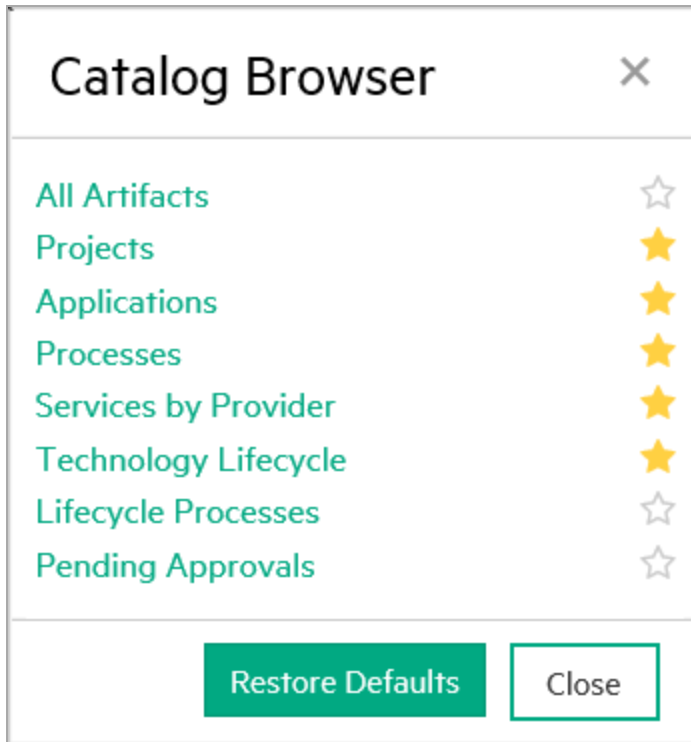 Catalog Browser
All Artifacts
Projects
Applications
Processes
Services by Provider
Technology Lifecycle
Lifecycle Processes
Pending Approvals
Restore Defaults
Close